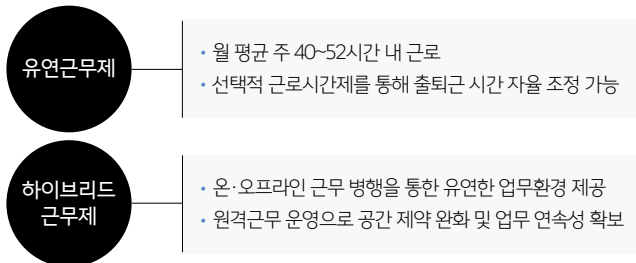 유연근무제
• 월 평균 주 40~52시간 내 근로
• 선택적 근로시간제를 통해 출퇴근 시간 자율 조정 가능
하이브리드
근무제
• 온·오프라인 근무 병행을 통한 유연한 업무환경 제공
• 원격근무 운영으로 공간 제약 완화 및 업무 연속성 확보